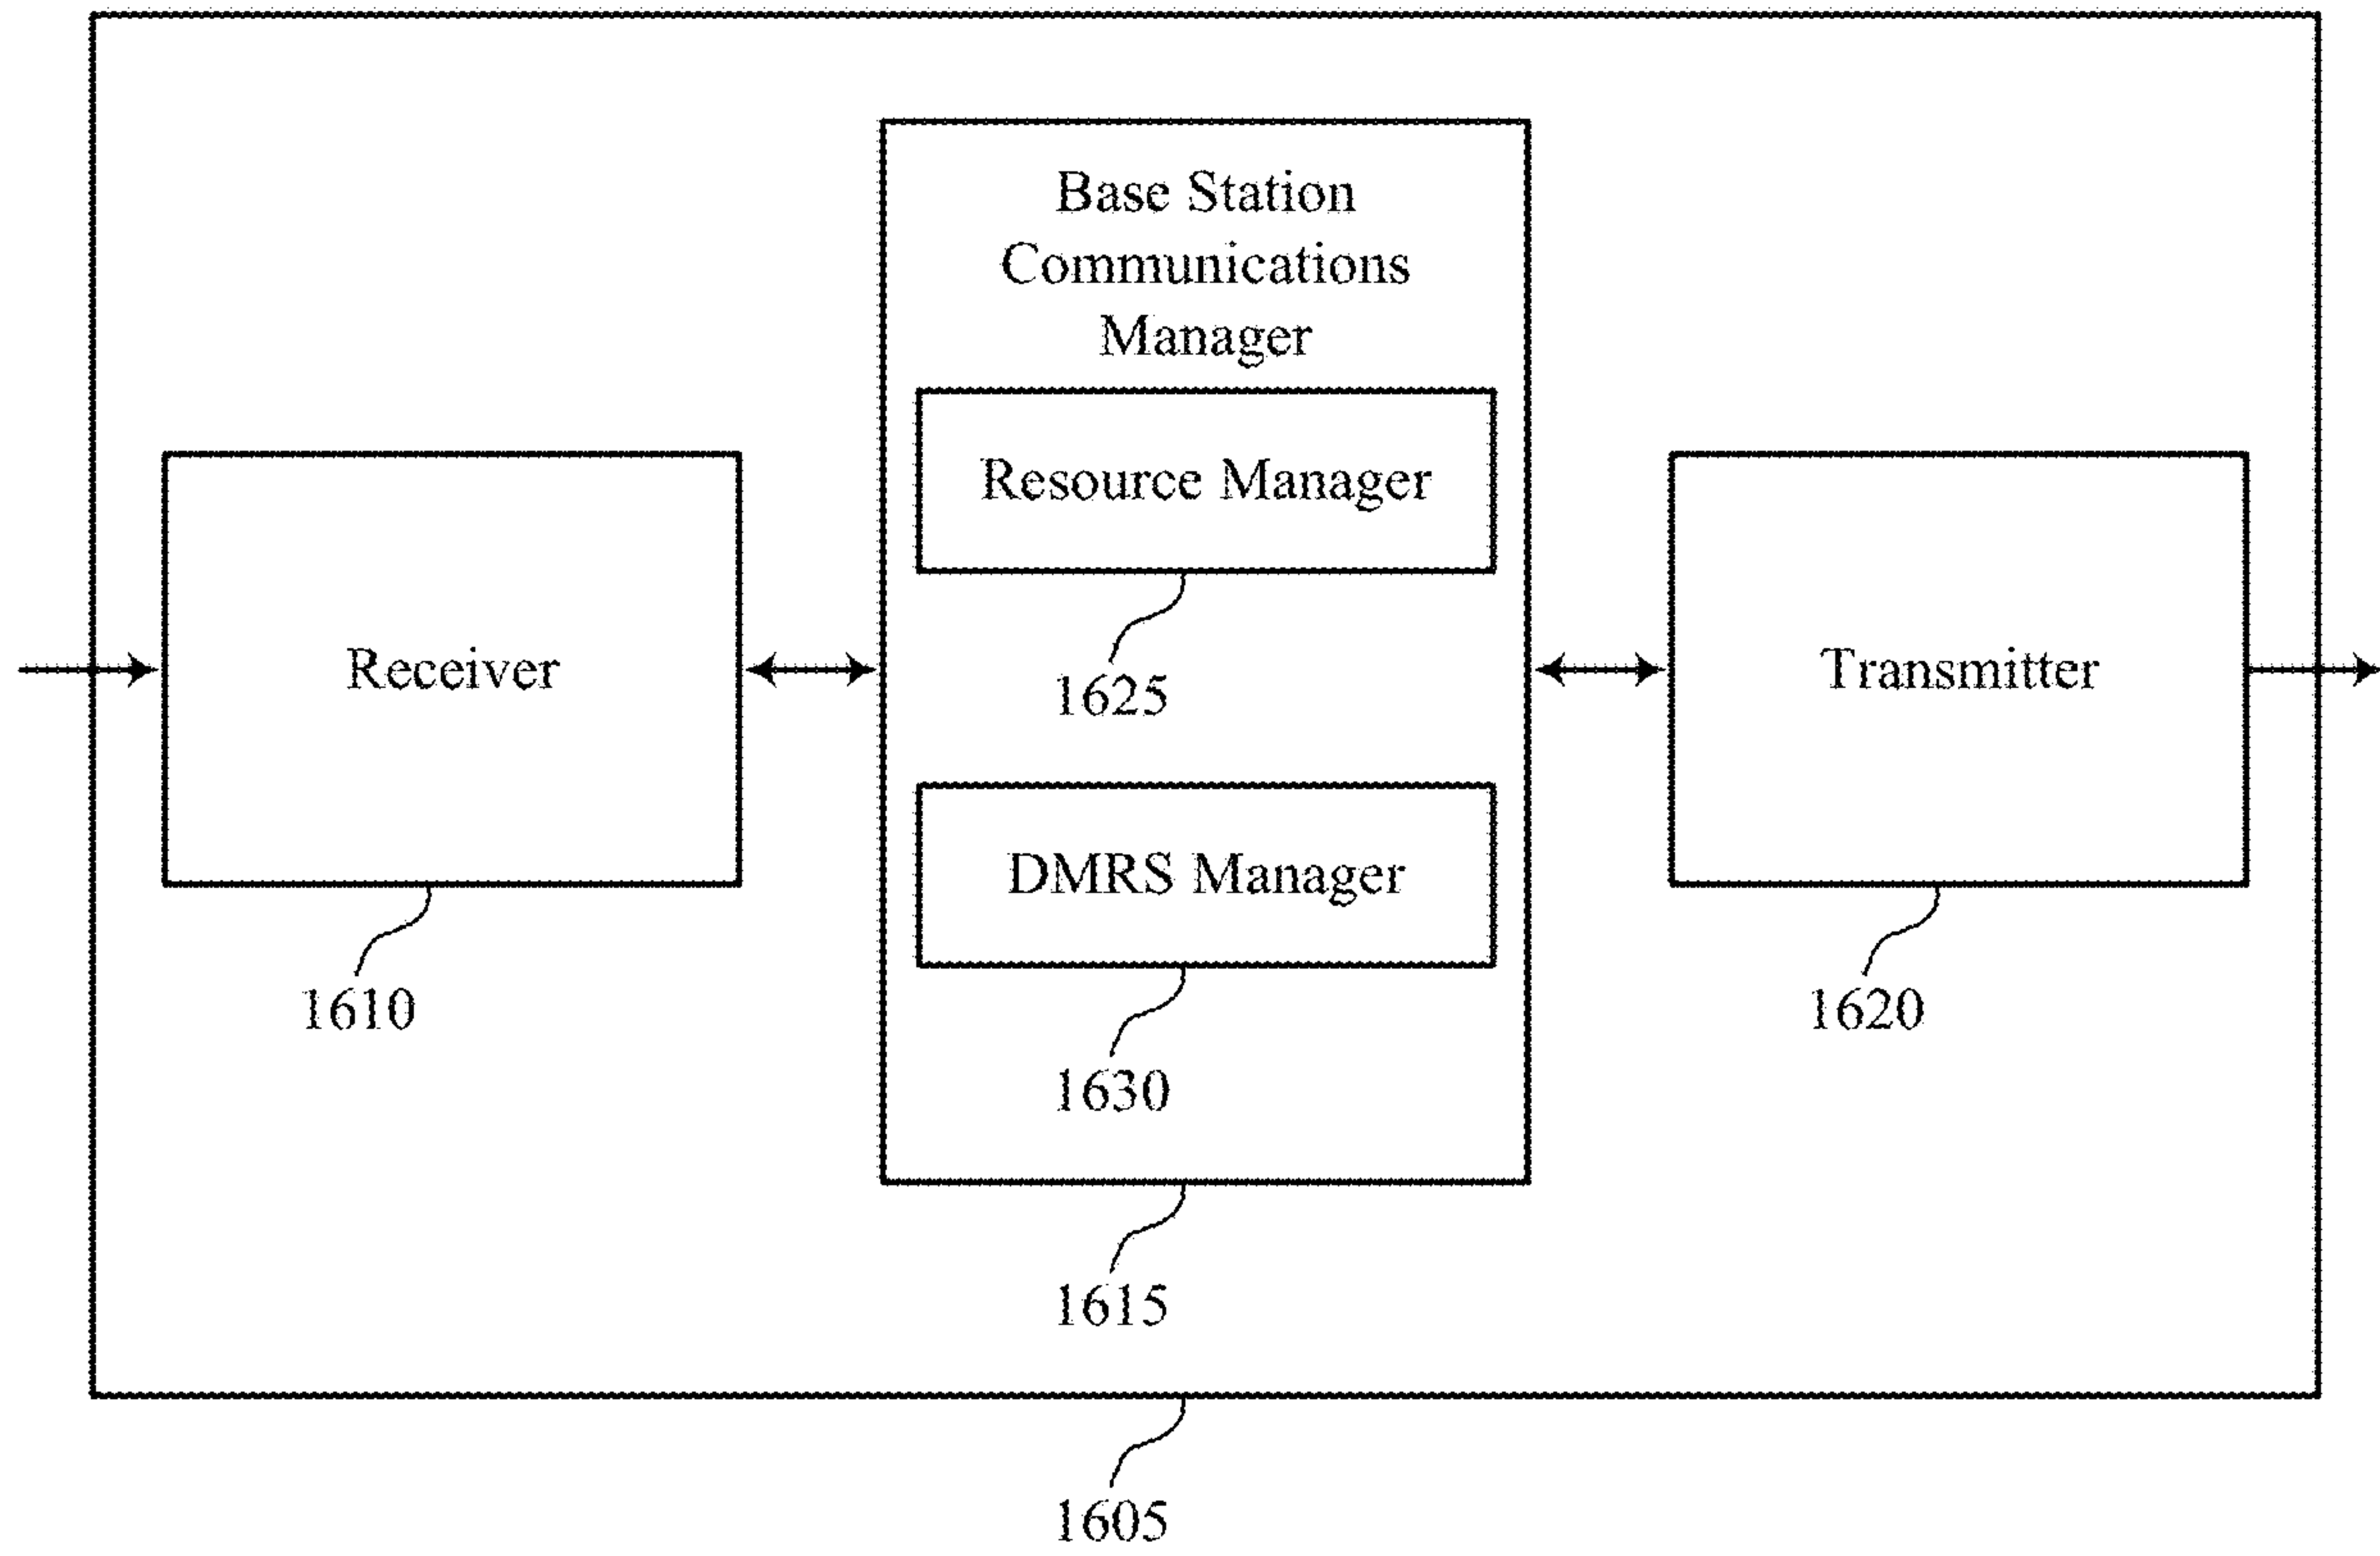 Base Station
Communications
Manager
Resource Manager
1625
Receiver
1610
DMRS Manager
1630
Transmitter
1620
1615
1605